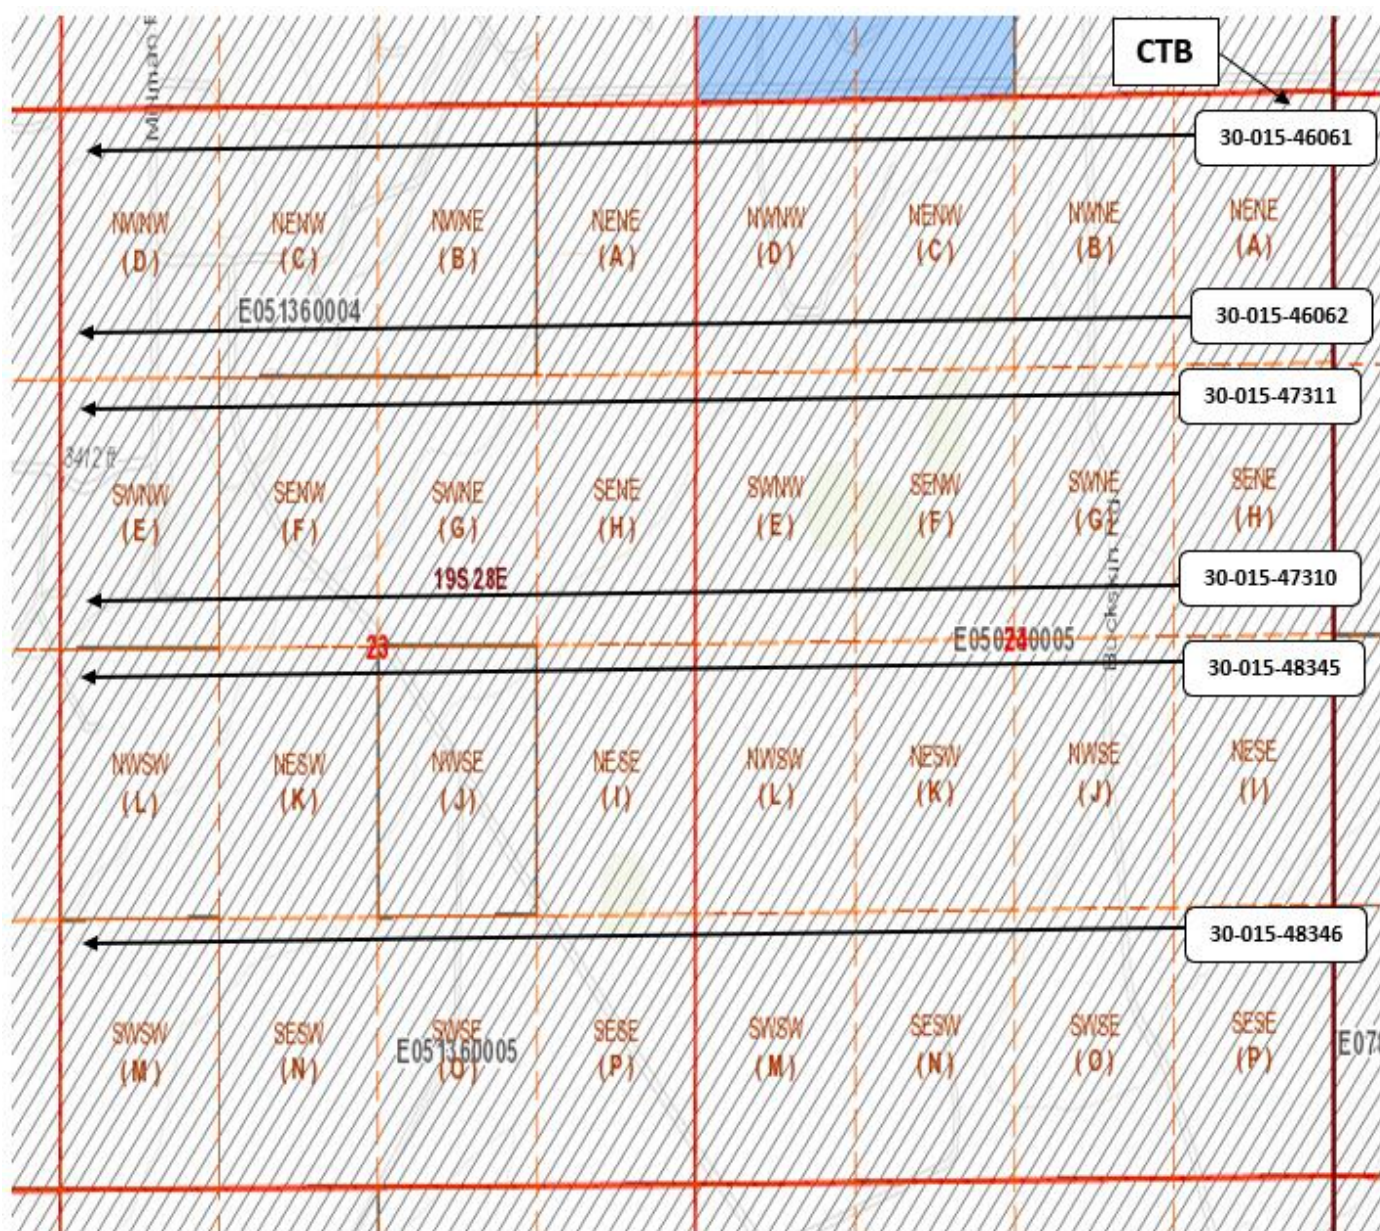 CTB
30-015-46061
NWNW NENW NWNE NENE NWNW NENW NWNE NENE
(D) (C) (B) (A) (D) (C) (B) (A)
E051360004
30-015-46062
30-015-47311
3412 ft
SWNW SENW SWNE SENE SWNW SENW SWNE SENE
(E) (F) (G) (H) (E) (F) (G) (H)
19S 28E
30-015-47310
23
24
30-015-48345
NWSW NESW NWSE NESE NWSW NESW NWSE NESE
(L) (K) (J) (I) (L) (K) (J) (I)
30-015-48346
SWSW SESW SWSE SESE SWSW SESW SWSE SESE
(M) (N) (O) (P) (M) (N) (O) (P)
E051360005
E078